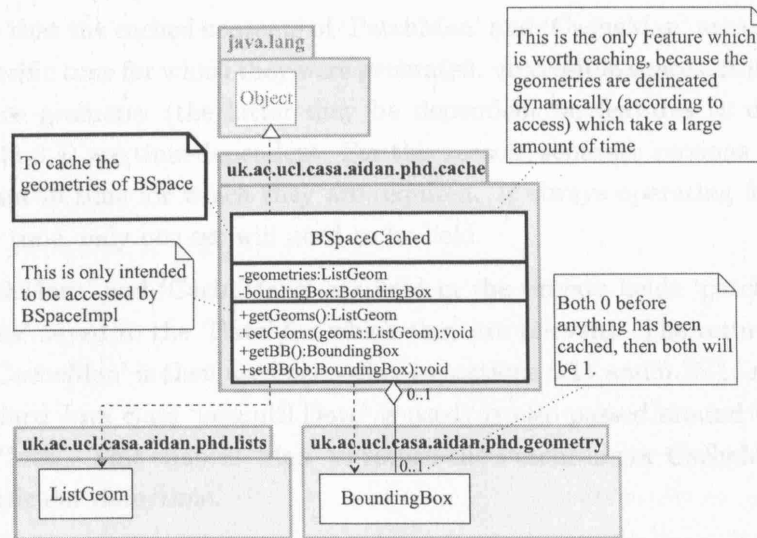 java.lang
Object
This is the only Feature which
is worth caching, because the
geometries are delineated
dynamically (according to
access) which take a large
amount of time
To cache the
geometries of BSpace
uk.ac.ucl.casa.aidan.phd.cache
BSpaceCached
-geometries:ListGeom
-boundingBox:BoundingBox
+getGeoms():ListGeom
+setGeoms(geoms:ListGeom):void
+getBB():BoundingBox
+setBB(bb:BoundingBox):void
This is only intended
to be accessed by
BSpaceImpl
Both 0 before
anything has been
cached, then both will
be 1.
0..1
uk.ac.ucl.casa.aidan.phd.lists
ListGeom
uk.ac.ucl.casa.aidan.phd.geometry
0..1
BoundingBox